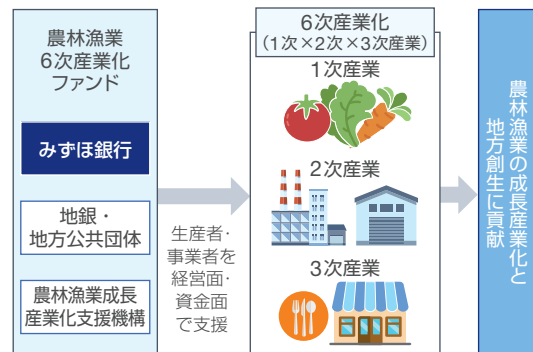 農林漁業
6次産業化
ファンド
みずほ銀行
地銀・
地方公共団体
農林漁業成長
産業化支援機構
生産者・
事業者を
経営面・
資金面
で支援
6次産業化
（1次×2次×3次産業）
1次産業
2次産業
3次産業
農林漁業の成長産業化と
地方創生に貢献